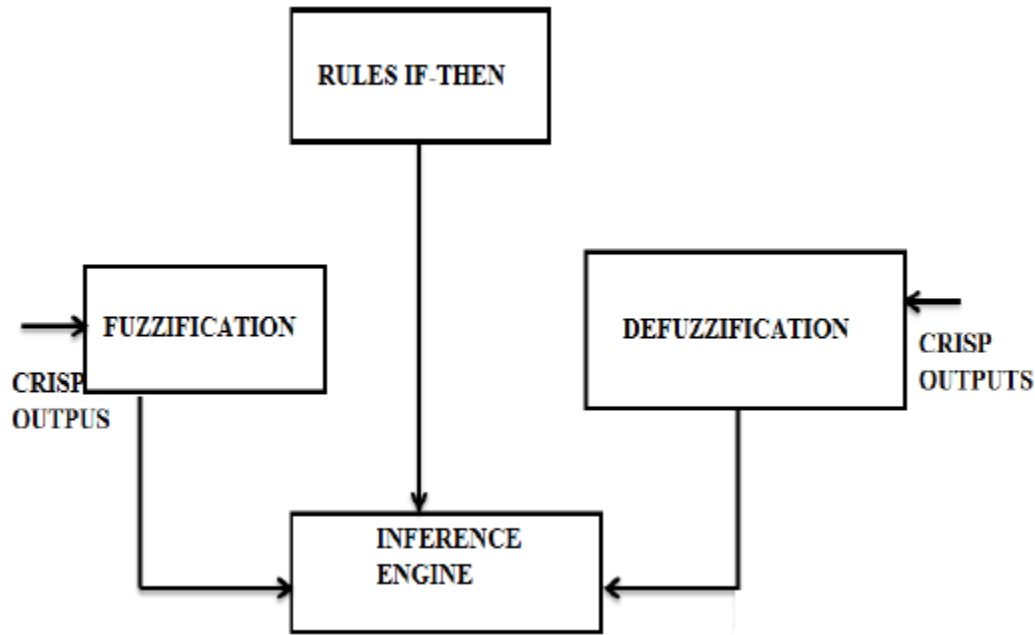 RULES IF-THEN
FUZZIFICATION
CRISP
OUTPUS
DEFUZZIFICATION
CRISP
OUTPUTS
INFERENCE
ENGINE